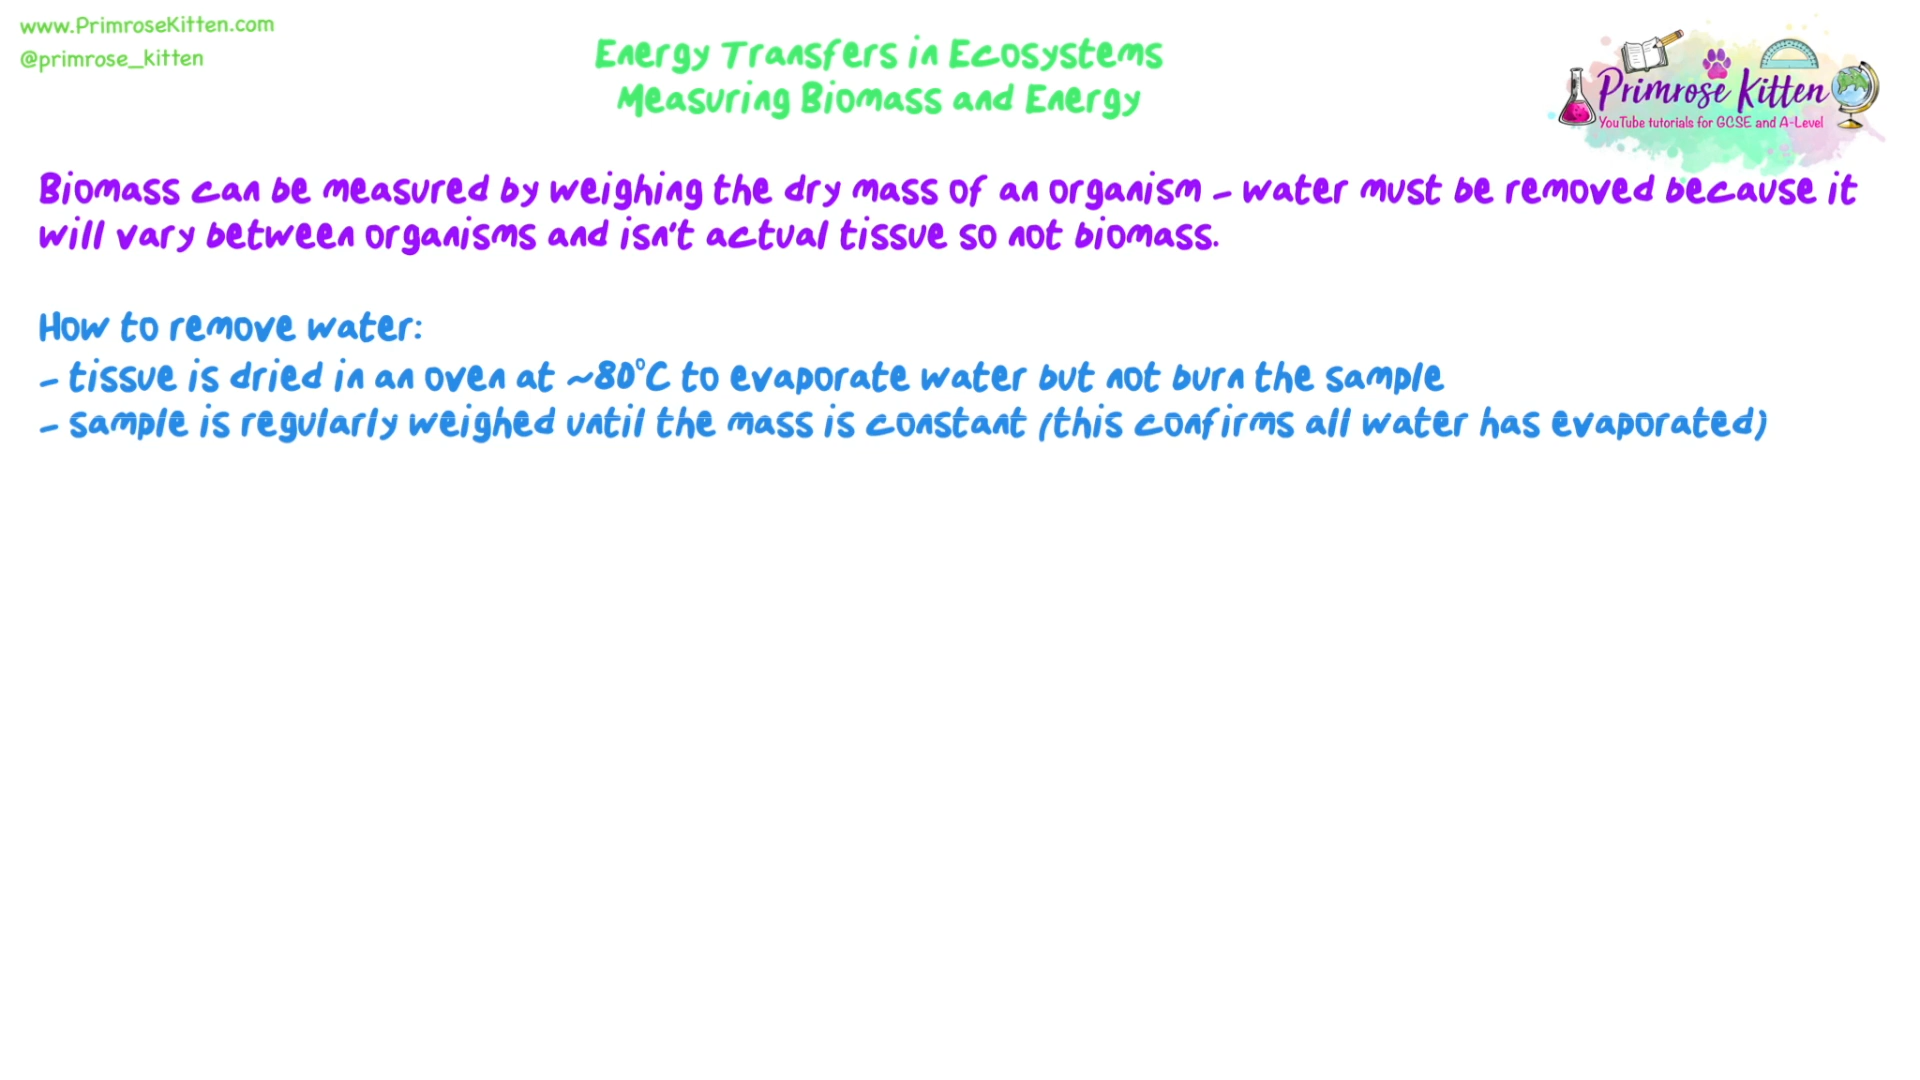 www.PrimroseKitten.com
@primrose_kitten
Energy Transfers in Ecosystems
Measuring Biomass and Energy
Primrose Kitten
YouTube tutorials for GCSE and A-Level
Biomass can be measured by weighing the dry mass of an organism - water must be removed because it
will vary between organisms and isn't actual tissue so not biomass.
How to remove water:
- tissue is dried in an oven at ~80°C to evaporate water but not burn the sample
- sample is regularly weighed until the mass is constant (this confirms all water has evaporated)